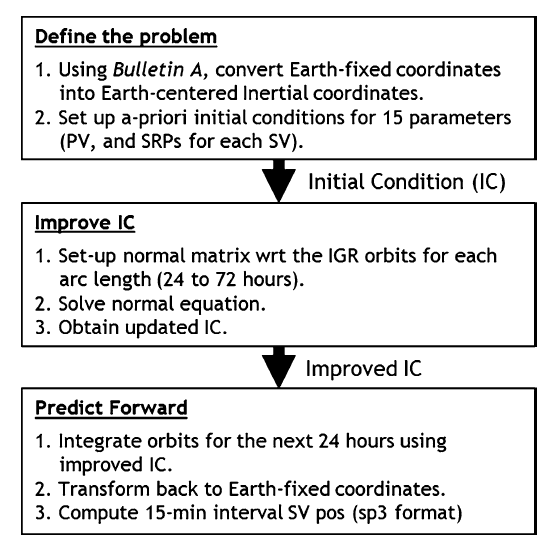 Define the problem
1. Using Bulletin A, convert Earth-fixed coordinates
into Earth-centered Inertial coordinates.
2. Set up a-priori initial conditions for 15 parameters
(PV, and SRPs for each SV).
Initial Condition (IC)
Improve IC
1. Set-up normal matrix wrt the IGR orbits for each
arc length (24 to 72 hours).
2. Solve normal equation.
3. Obtain updated IC.
Improved IC
Predict Forward
1. Integrate orbits for the next 24 hours using
improved IC.
2. Transform back to Earth-fixed coordinates.
3. Compute 15-min interval SV pos (sp3 format)